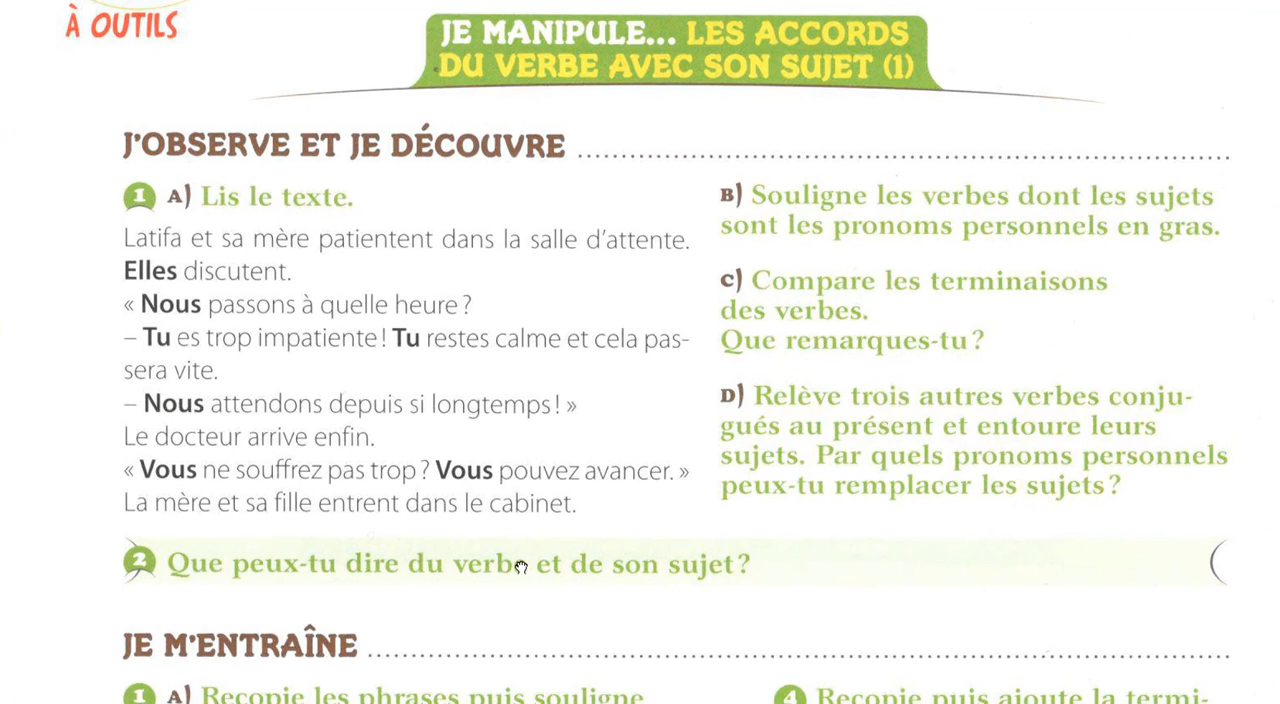 À OUTILS
JE MANIPULE... LES ACCORDS
DU VERBE AVEC SON SUJET (1)
J'OBSERVE ET JE DÉCOUVRE
1 A) Lis le texte.
Latifa et sa mère patientent dans la salle d'attente.
Elles discutent.
« Nous passons à quelle heure ?
– Tu es trop impatiente ! Tu restes calme et cela pas-
sera vite.
– Nous attendons depuis si longtemps ! »
Le docteur arrive enfin.
« Vous ne souffrez pas trop ? Vous pouvez avancer. »
La mère et sa fille entrent dans le cabinet.
B) Souligne les verbes dont les sujets
sont les pronoms personnels en gras.
C) Compare les terminaisons
des verbes.
Que remarques-tu ?
D) Relève trois autres verbes conju-
gués au présent et entoure leurs
sujets. Par quels pronoms personnels
peux-tu remplacer les sujets ?
2 Que peux-tu dire du verbe et de son sujet ?
JE M'ENTRAÎNE
1 A) Recopie les phrases puis souligne
4 Recopie puis ajoute la termi-